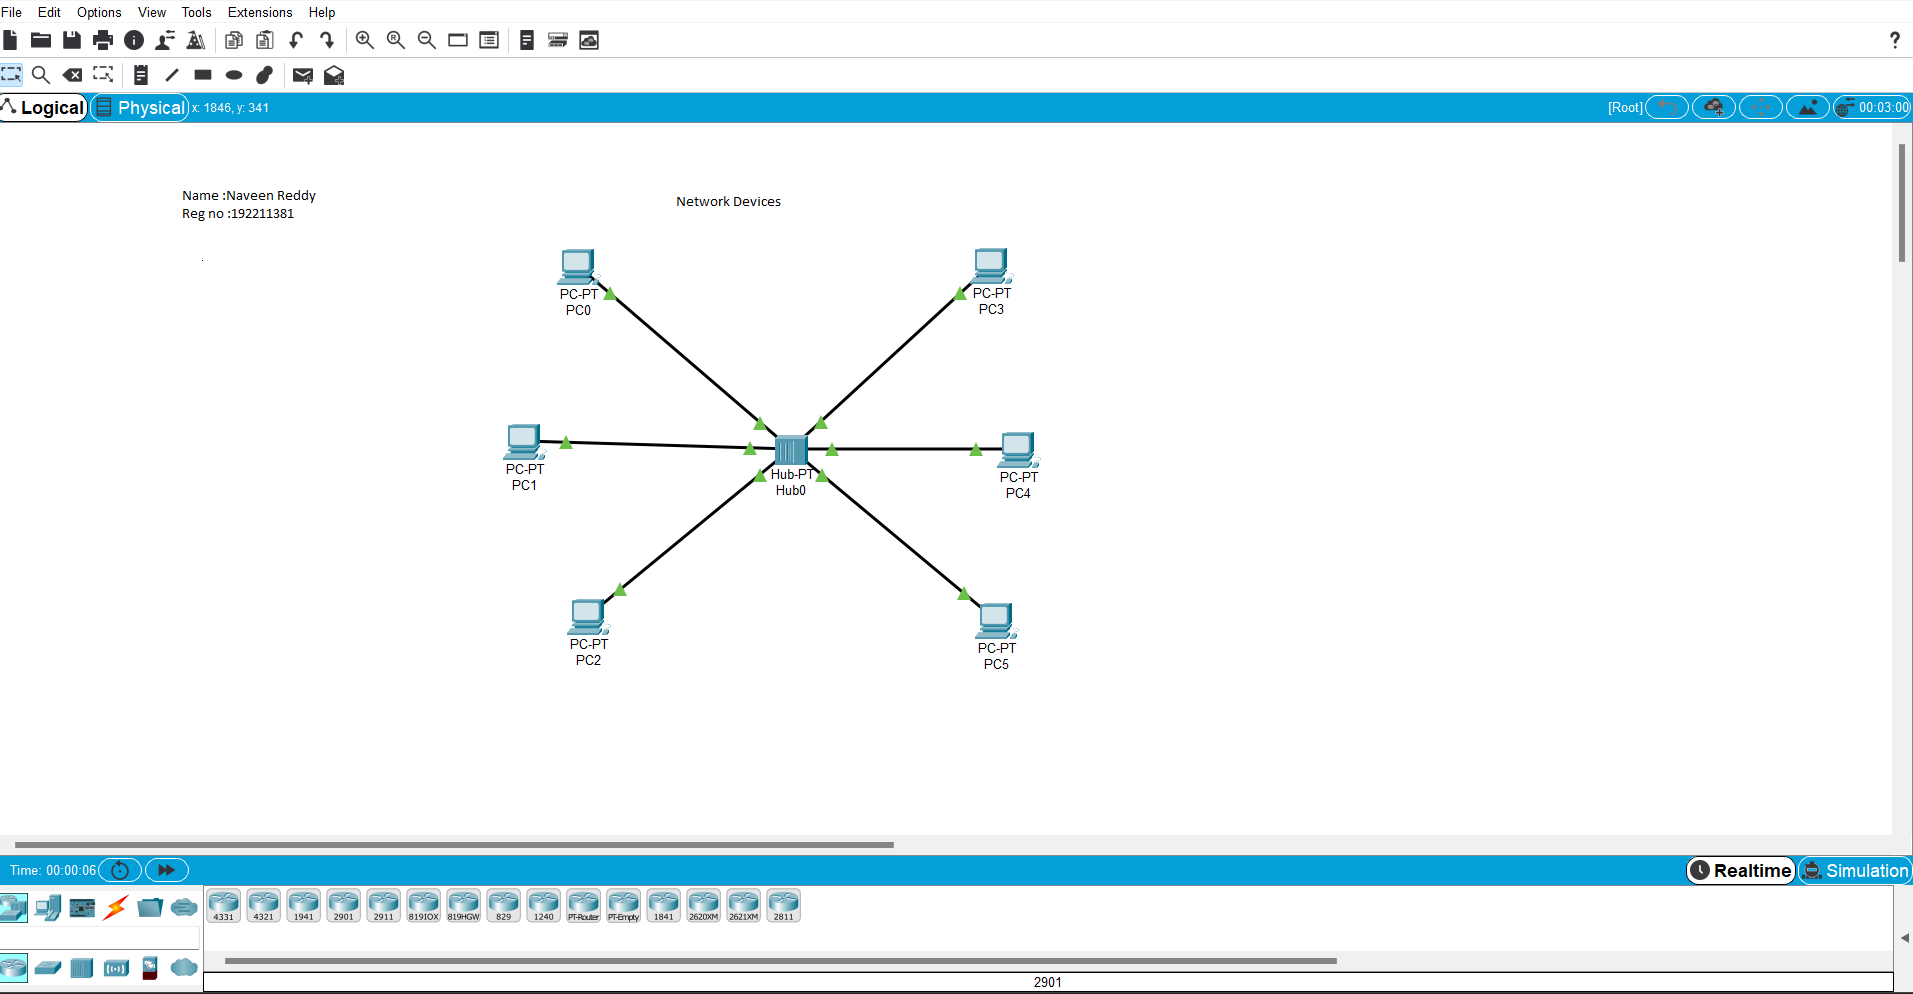 File Edit Options View Tools Extensions Help
?
Logical Physical x: 1846, y: 341 [Root] 00:03:00
Name :Naveen Reddy
Reg no :192211381
Network Devices
.
PC-PT
PC0
PC-PT
PC3
PC-PT
PC1
Hub-PT
Hub0
PC-PT
PC4
PC-PT
PC2
PC-PT
PC5
Time: 00:00:06 Realtime Simulation
4331 4321 1941 2901 2911 819IOX 819HGW 829 1240 PT-Router PT-Empty 1841 2620XM 2621XM 2811
2901